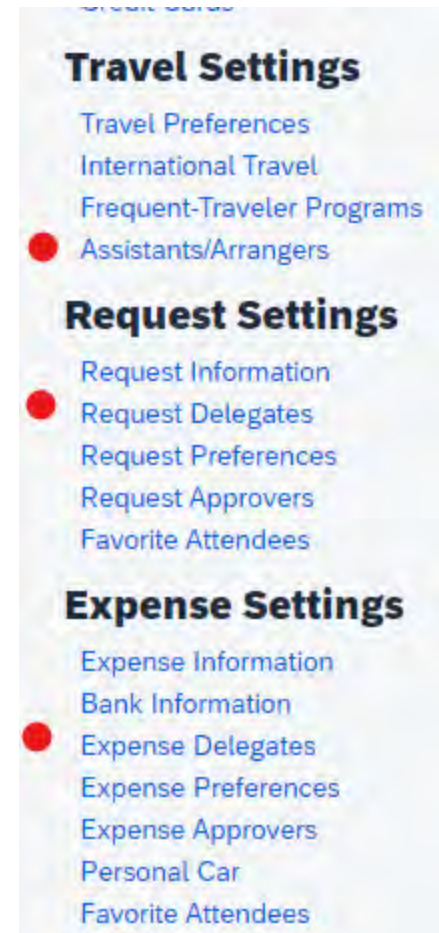 Credit Cards
Travel Settings
Travel Preferences
International Travel
Frequent-Traveler Programs
Assistants/Arrangers
Request Settings
Request Information
Request Delegates
Request Preferences
Request Approvers
Favorite Attendees
Expense Settings
Expense Information
Bank Information
Expense Delegates
Expense Preferences
Expense Approvers
Personal Car
Favorite Attendees